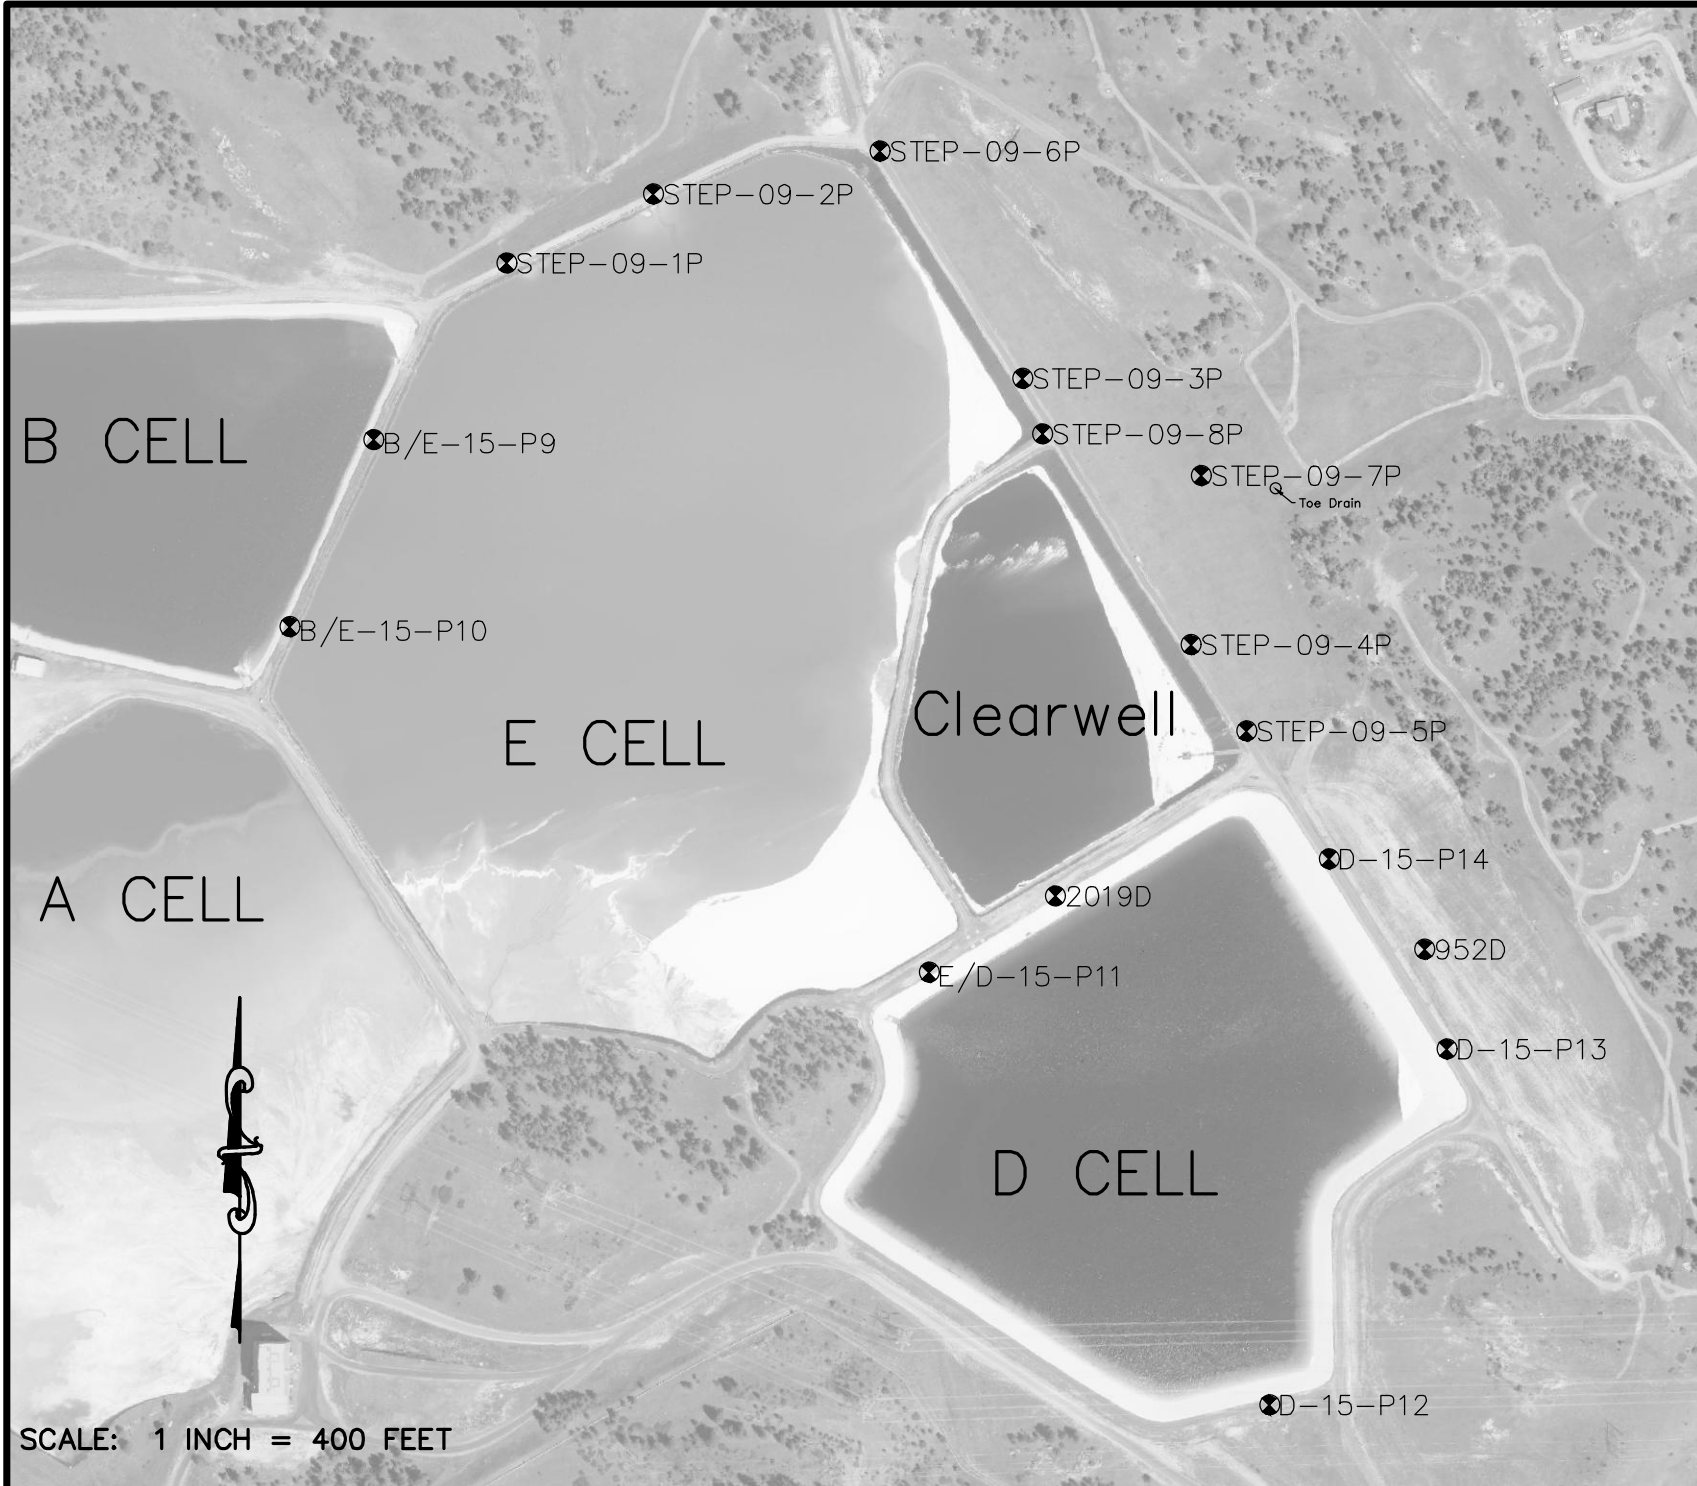 STEP-09-6P
STEP-09-2P
STEP-09-1P
STEP-09-3P
B CELL
B/E-15-P9
STEP-09-8P
STEP-09-7P
Toe Drain
B/E-15-P10
STEP-09-4P
Clearwell
E CELL
STEP-09-5P
D-15-P14
A CELL
2019D
952D
E/D-15-P11
D-15-P13
D CELL
D-15-P12
SCALE: 1 INCH = 400 FEET